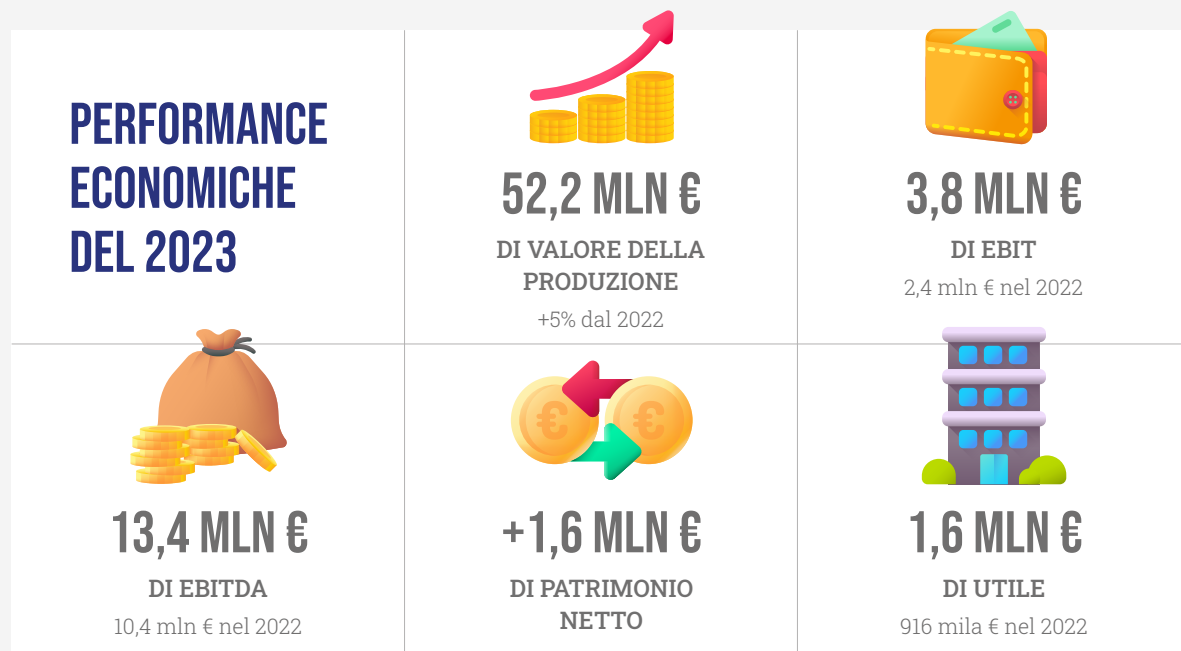 PERFORMANCE
ECONOMICHE
DEL 2023
52,2 MLN €
DI VALORE DELLA
PRODUZIONE
+5% dal 2022
3,8 MLN €
DI EBIT
2,4 mln € nel 2022
13,4 MLN €
DI EBITDA
10,4 mln € nel 2022
€ €
+1,6 MLN €
DI PATRIMONIO
NETTO
1,6 MLN €
DI UTILE
916 mila € nel 2022